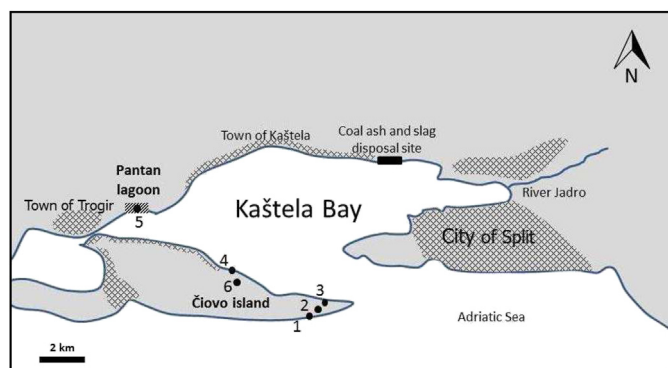 N
Town of Kaštela
Coal ash and slag
disposal site
Pantan
lagoon
River Jadro
Town of Trogir
5
Kaštela Bay
City of Split
4
6
Čiovo island
3
2
1
Adriatic Sea
2 km